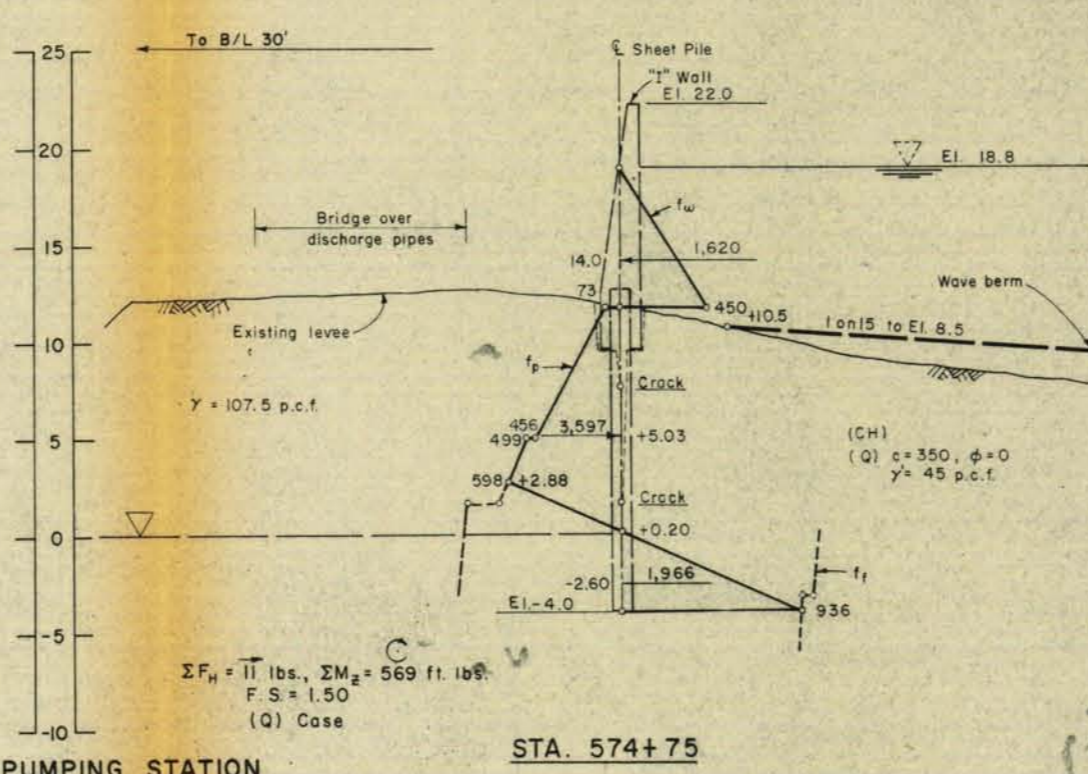 To B/L 30'
25
20
15
10
5
0
-5
-10
℄ Sheet Pile
"I" Wall
El. 22.0
El. 18.8
fw
1,620
Bridge over
discharge pipes
14.0
73
450
+10.5
1 on 15 to El. 8.5
Wave berm
Existing levee
fp
Crack
γ = 107.5 p.c.f.
456
499
3,597
+5.03
(CH)
(Q) c = 350, φ = 0
γ' = 45 p.c.f.
598
+2.88
Crack
+0.20
-2.60
1,966
ff
El.-4.0
936
ΣFH = 11 lbs., ΣMz = 569 ft. lbs.
F.S. = 1.50
(Q) Case
STA. 574+75
PUMPING STATION